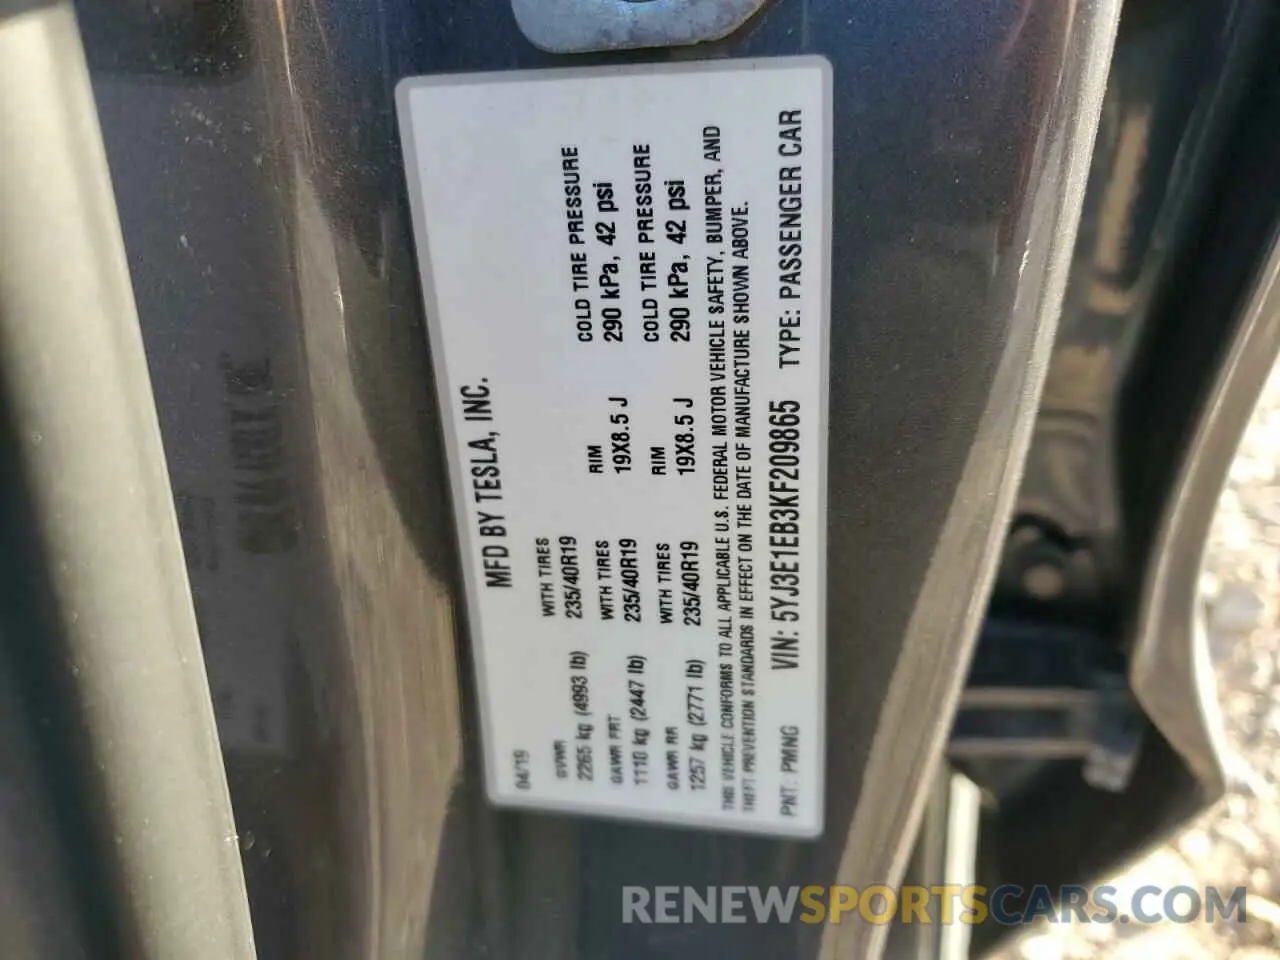 MFD BY TESLA, INC.
04/19
GVWR WITH TIRES
2265 kg (4993 lb) 235/40R19
GAWR FRT WITH TIRES RIM COLD TIRE PRESSURE
1110 kg (2447 lb) 235/40R19 19X8.5 J 290 kPa, 42 psi
GAWR RR WITH TIRES RIM COLD TIRE PRESSURE
1257 kg (2771 lb) 235/40R19 19X8.5 J 290 kPa, 42 psi
THIS VEHICLE CONFORMS TO ALL APPLICABLE U.S. FEDERAL MOTOR VEHICLE SAFETY, BUMPER, AND
THEFT PREVENTION STANDARDS IN EFFECT ON THE DATE OF MANUFACTURE SHOWN ABOVE.
PNT: PMNG VIN: 5YJ3E1EB3KF209865 TYPE: PASSENGER CAR
RENEWSPORTSCARS.COM